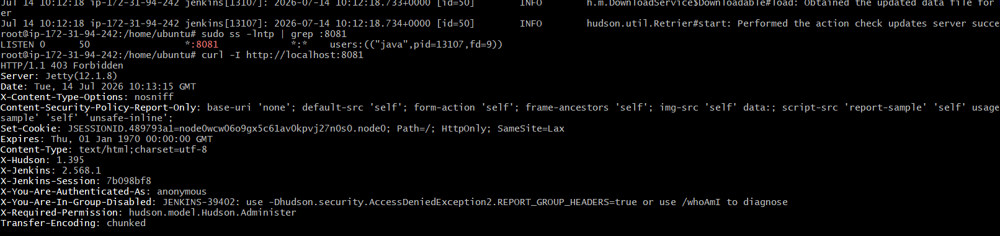 Jul 14 10:12:18 ip-172-31-94-242 jenkins[13107]: 2026-07-14 10:12:18.733+0000 [id=50] INFO h.m.DownloadService$Downloadable#load: Obtained the updated data file for
er
Jul 14 10:12:18 ip-172-31-94-242 jenkins[13107]: 2026-07-14 10:12:18.734+0000 [id=50] INFO hudson.util.Retrier#start: Performed the action check updates server succe
root@ip-172-31-94-242:/home/ubuntu# sudo ss -lntp | grep :8081
LISTEN 0 50 *:8081 *:* users:(("java",pid=13107,fd=9))
root@ip-172-31-94-242:/home/ubuntu# curl -I http://localhost:8081
HTTP/1.1 403 Forbidden
Server: Jetty(12.1.8)
Date: Tue, 14 Jul 2026 10:13:15 GMT
X-Content-Type-Options: nosniff
Content-Security-Policy-Report-Only: base-uri 'none'; default-src 'self'; form-action 'self'; frame-ancestors 'self'; img-src 'self' data:; script-src 'report-sample' 'self' usage
sample' 'self' 'unsafe-inline';
Set-Cookie: JSESSIONID.489793a1=node0wcw06o9gx5c61av0kpvj27n0s0.node0; Path=/; HttpOnly; SameSite=Lax
Expires: Thu, 01 Jan 1970 00:00:00 GMT
Content-Type: text/html;charset=utf-8
X-Hudson: 1.395
X-Jenkins: 2.568.1
X-Jenkins-Session: 7b098bf8
X-You-Are-Authenticated-As: anonymous
X-You-Are-In-Group-Disabled: JENKINS-39402: use -Dhudson.security.AccessDeniedException2.REPORT_GROUP_HEADERS=true or use /whoAmI to diagnose
X-Required-Permission: hudson.model.Hudson.Administer
Transfer-Encoding: chunked